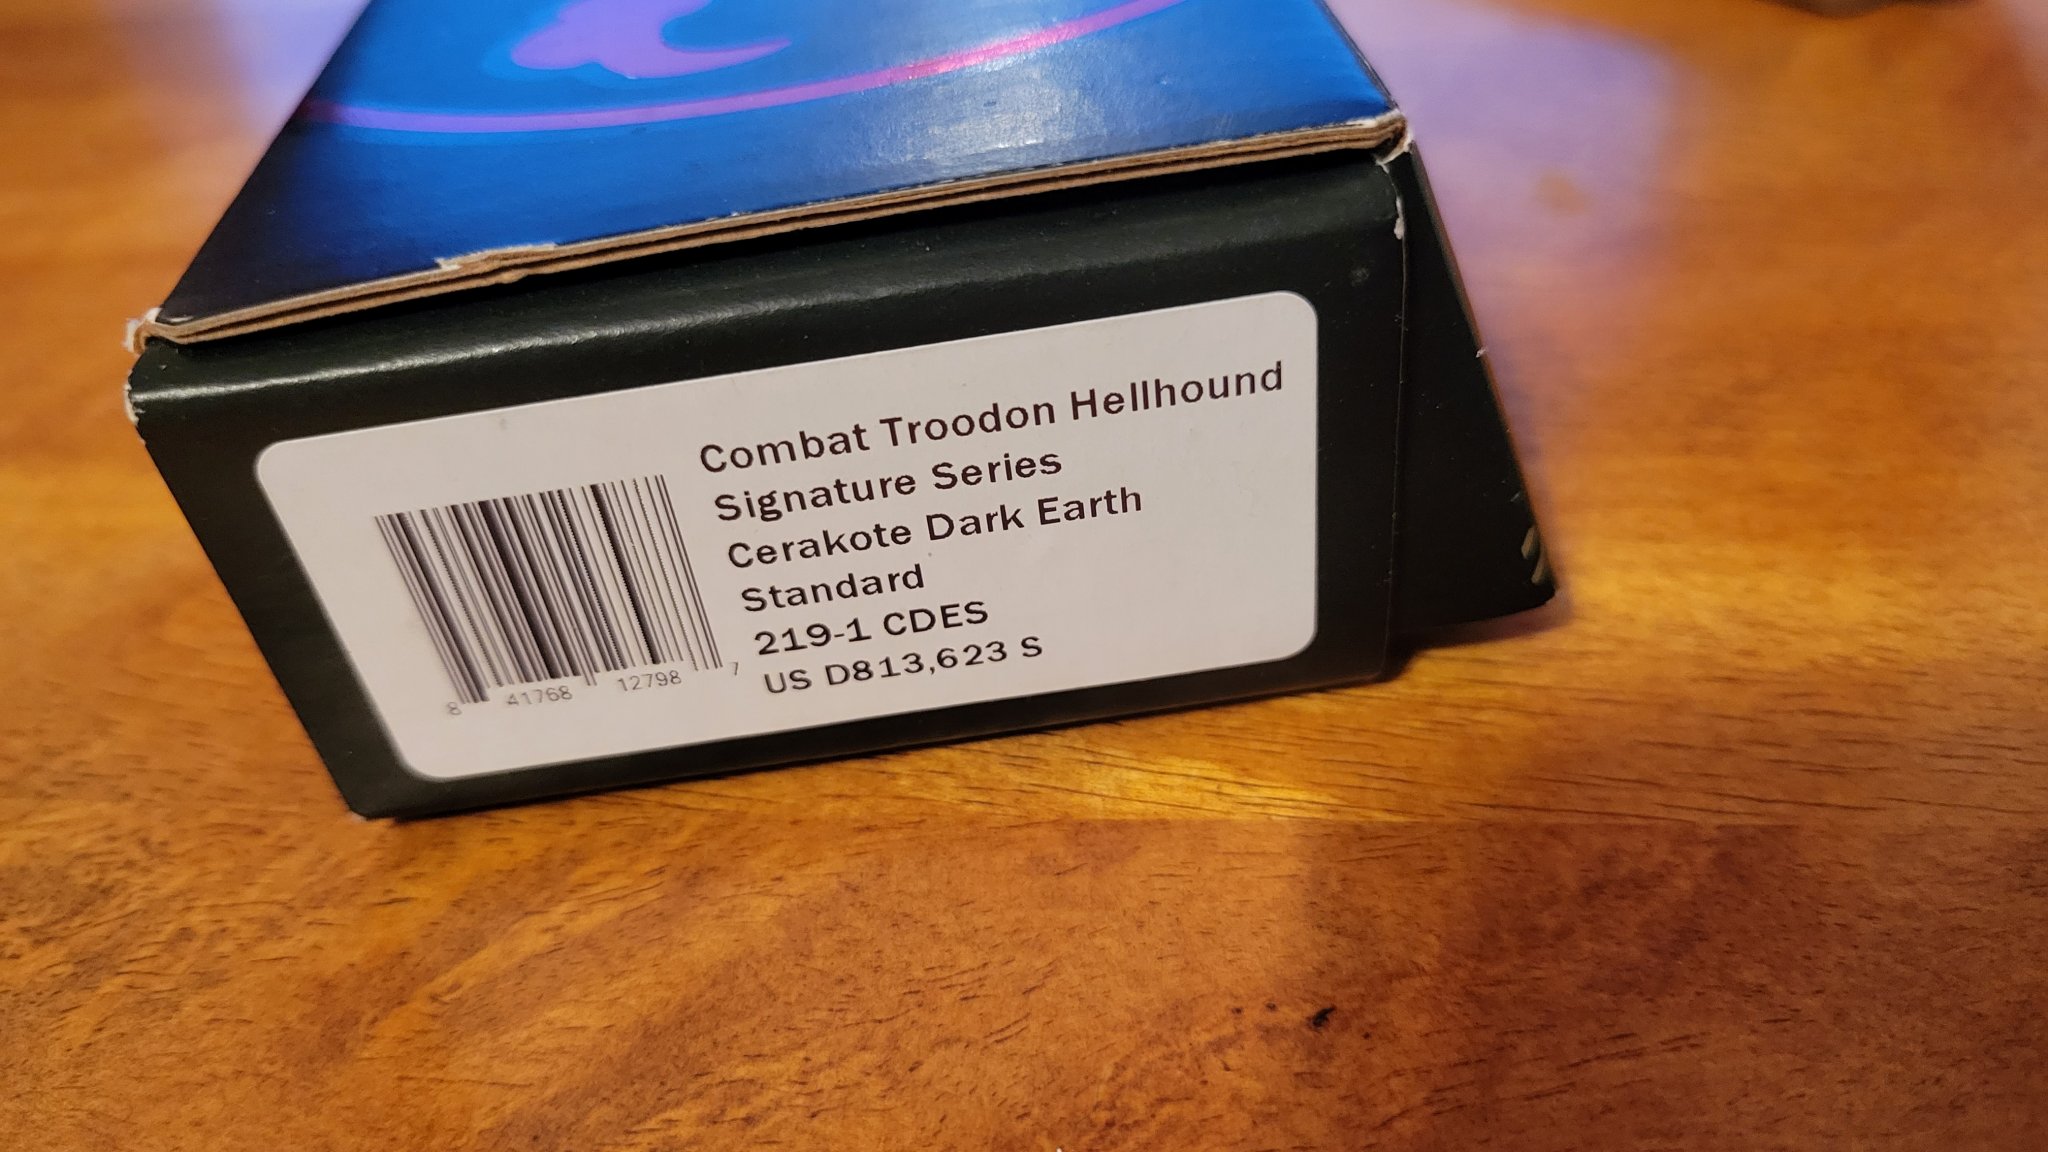 Combat Troodon Hellhound
Signature Series
Cerakote Dark Earth
Standard
219-1 CDES
US D813,623 S
8 41768 12798 7